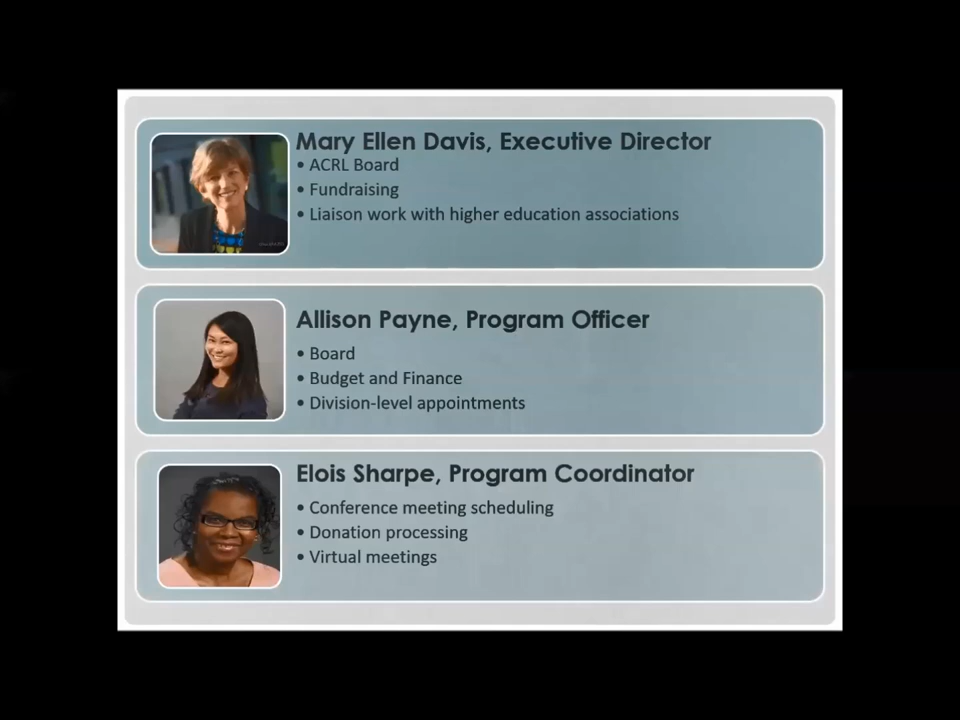 Mary Ellen Davis, Executive Director
• ACRL Board
• Fundraising
• Liaison work with higher education associations
Allison Payne, Program Officer
• Board
• Budget and Finance
• Division-level appointments
Elois Sharpe, Program Coordinator
• Conference meeting scheduling
• Donation processing
• Virtual meetings